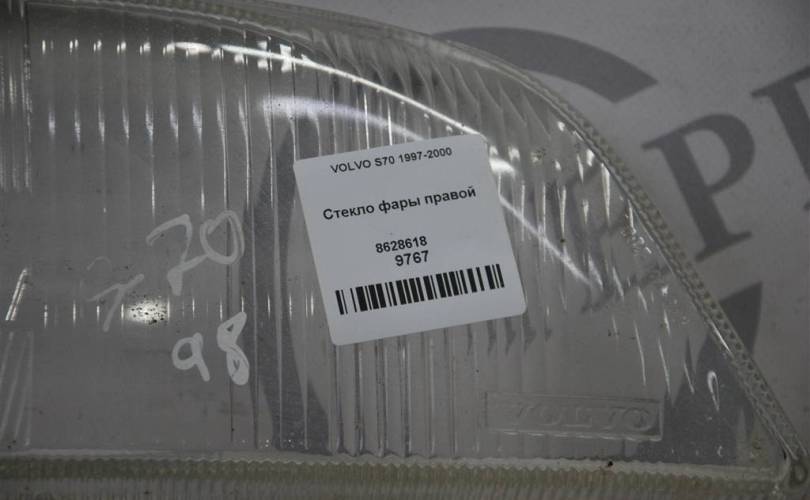 VOLVO S70 1997-2000
Стекло фары правой
8628618
9767
70
98
VOLVO